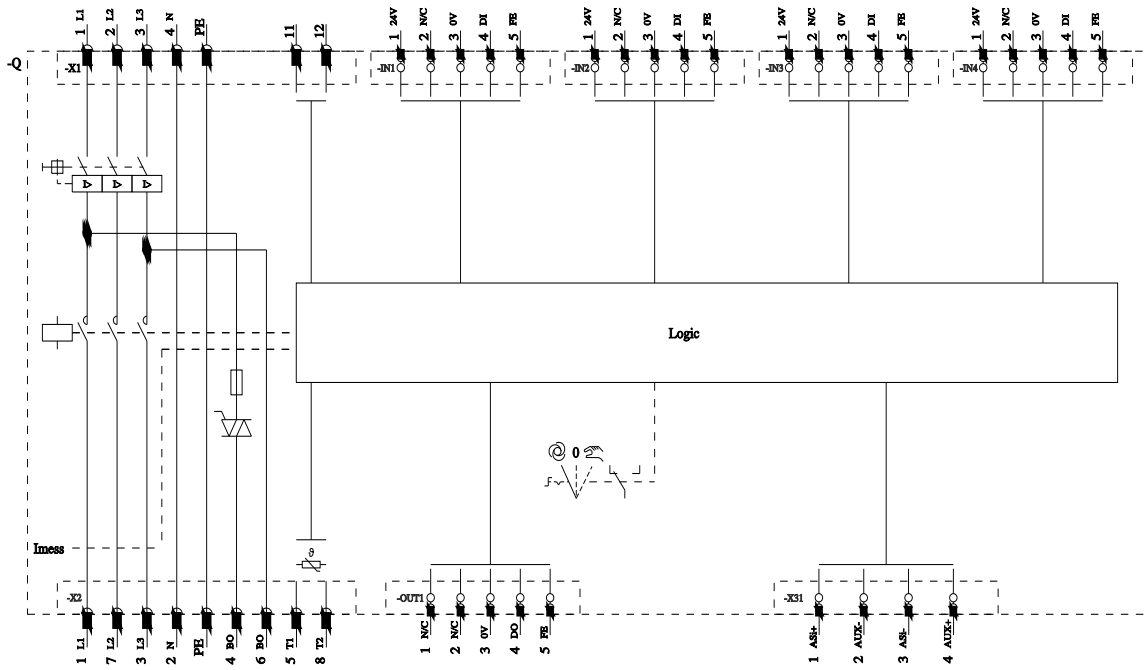 1 L1
2 L2
3 L3
4 N
PE
11
12
1 24V
2 N/C
3 0V
4 DI
5 FE
1 24V
2 N/C
3 0V
4 DI
5 FE
1 24V
2 N/C
3 0V
4 DI
5 FE
1 24V
2 N/C
3 0V
4 DI
5 FE
-Q
-X1
-IN1
-IN2
-IN3
-IN4
Logic
0
Imess
ϑ
-X2
-OUT1
-X31
1 L1
7 L2
3 L3
2 N
PE
4 BO
6 BO
5 T1
8 T2
1 N/C
2 N/C
3 0V
4 DO
5 FE
1 ASi+
2 AUX-
3 ASi-
4 AUX+